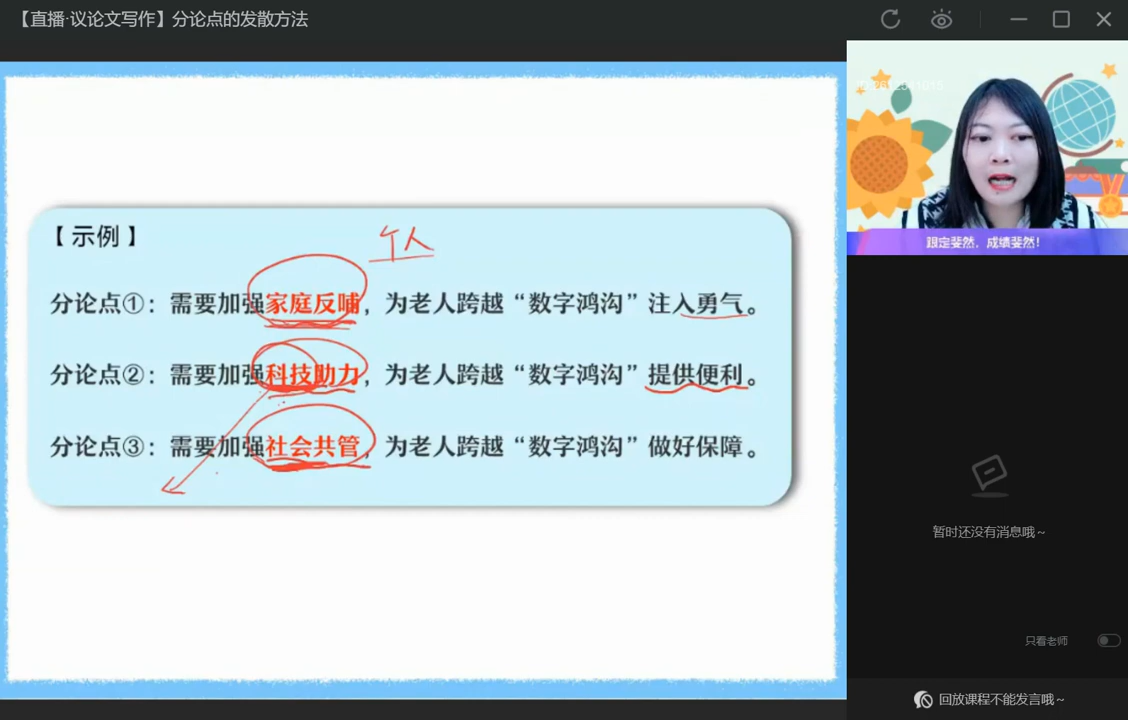 【直播·议论文写作】分论点的发散方法
【示例】
个人
分论点①：需要加强家庭反哺，为老人跨越“数字鸿沟”注入勇气。
分论点②：需要加强科技助力，为老人跨越“数字鸿沟”提供便利。
分论点③：需要加强社会共管，为老人跨越“数字鸿沟”做好保障。
跟定斐然，成绩斐然！
暂时还没有消息哦～
只看老师
回放课程不能发言哦～